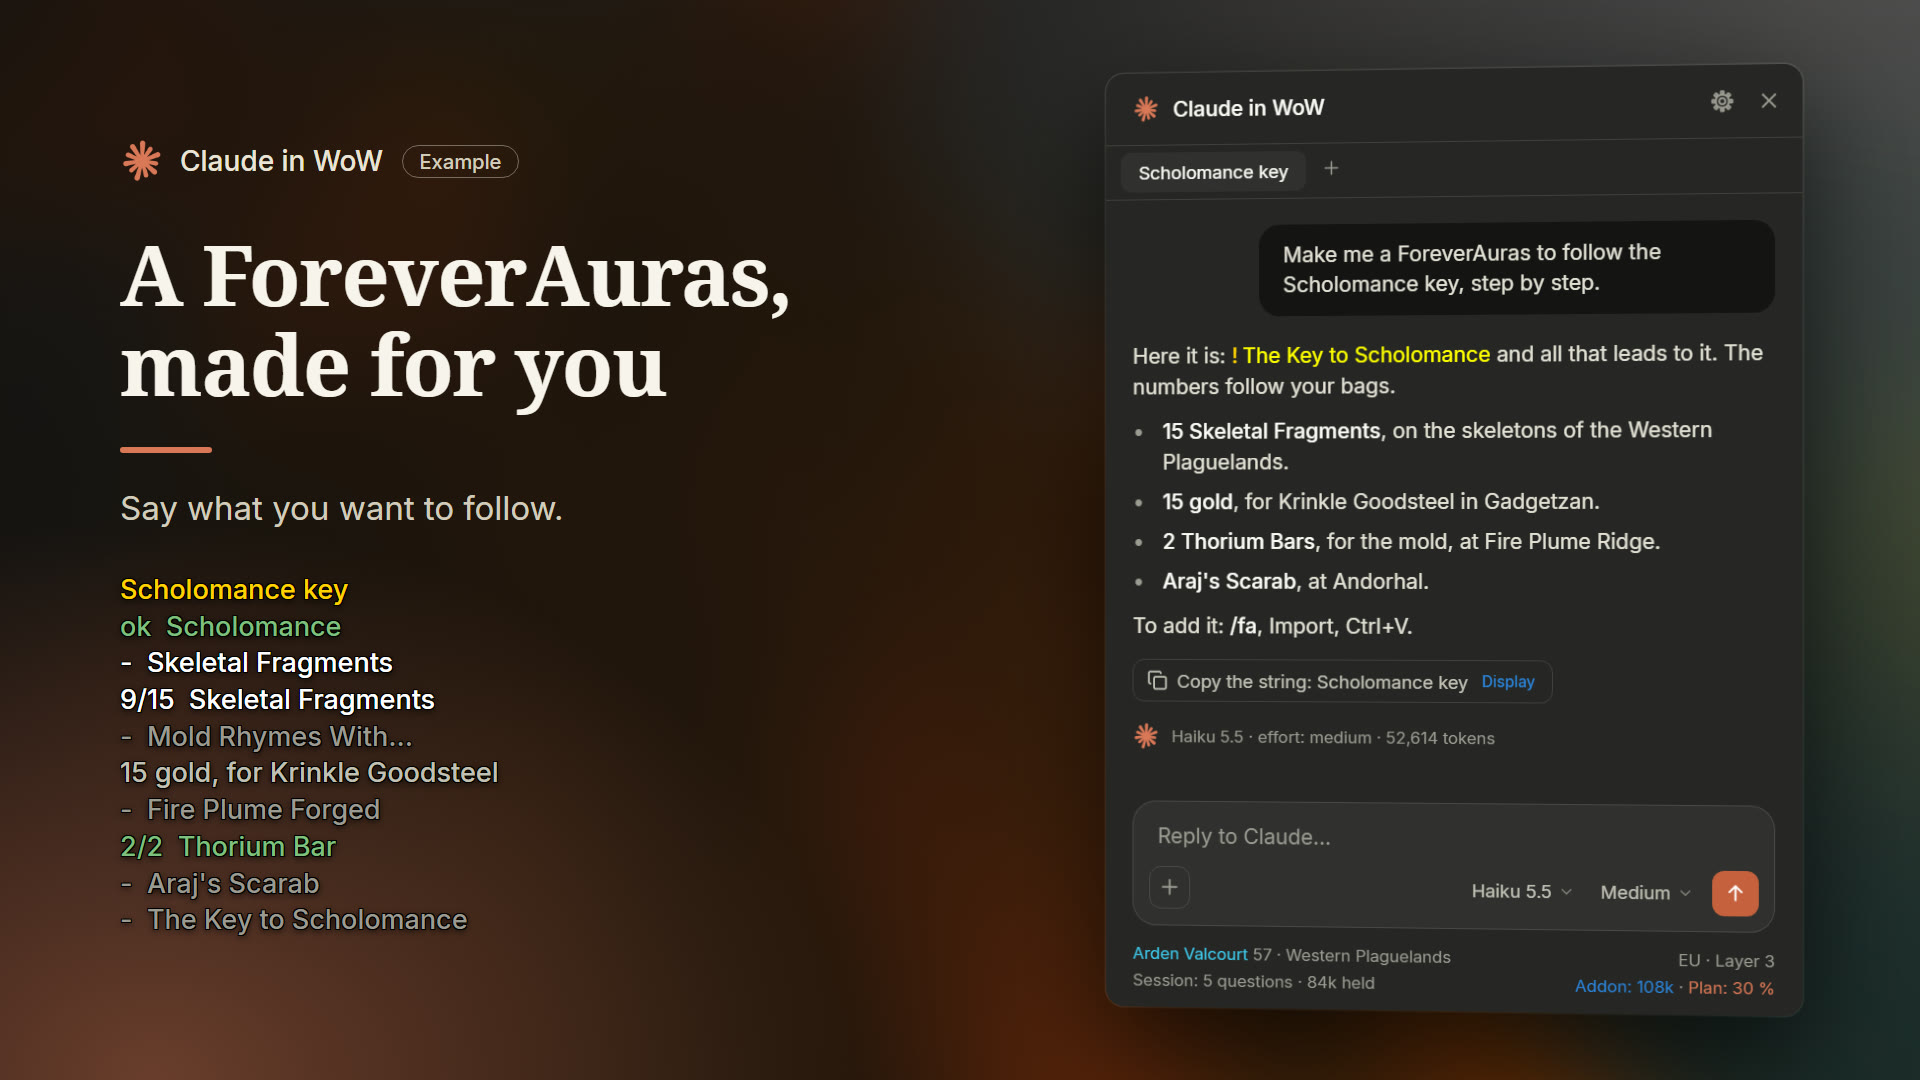 Claude in WoW
Example
A ForeverAuras,
made for you
Say what you want to follow.
Scholomance key
ok Scholomance
- Skeletal Fragments
9/15 Skeletal Fragments
- Mold Rhymes With...
15 gold, for Krinkle Goodsteel
- Fire Plume Forged
2/2 Thorium Bar
- Araj's Scarab
- The Key to Scholomance
Claude in WoW
Scholomance key
Make me a ForeverAuras to follow the
Scholomance key, step by step.
Here it is: ! The Key to Scholomance and all that leads to it. The
numbers follow your bags.
• 15 Skeletal Fragments, on the skeletons of the Western
Plaguelands.
• 15 gold, for Krinkle Goodsteel in Gadgetzan.
• 2 Thorium Bars, for the mold, at Fire Plume Ridge.
• Araj's Scarab, at Andorhal.
To add it: /fa, Import, Ctrl+V.
Copy the string: Scholomance key Display
Haiku 5.5 · effort: medium · 52,614 tokens
Reply to Claude...
Haiku 5.5 Medium
Arden Valcourt 57 · Western Plaguelands
EU · Layer 3
Session: 5 questions · 84k held
Addon: 108k · Plan: 30 %